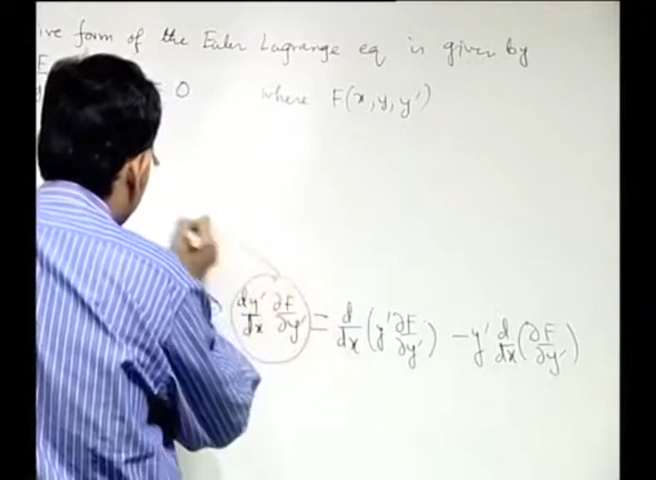 ive form of the Euler Lagrange eq is given by
= 0 where F(x, y, y')
dy'/dx ∂F/∂y' = d/dx (y' ∂F/∂y') - y' d/dx (∂F/∂y')